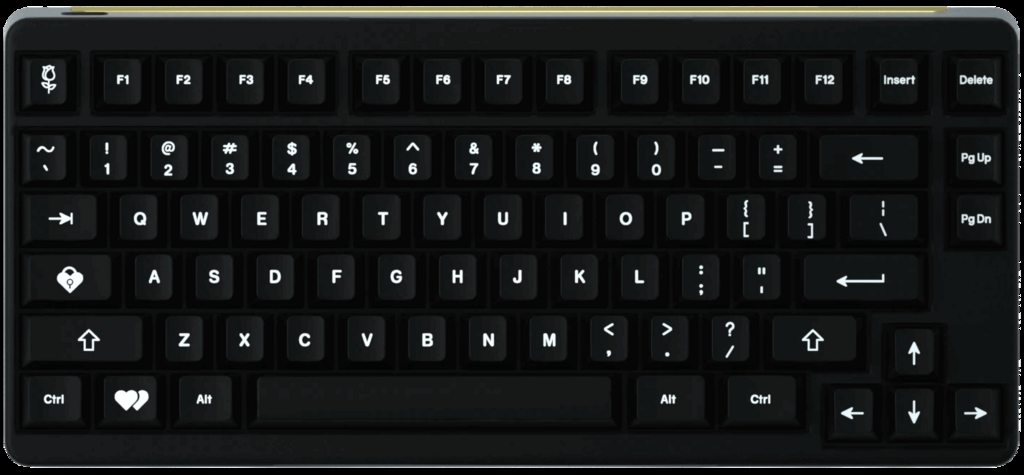 F1 F2 F3 F4 F5 F6 F7 F8 F9 F10 F11 F12 Insert Delete
~ ! @ # $ % ^ & * ( ) — +
` 1 2 3 4 5 6 7 8 9 0 - = ← Pg Up
⇥ Q W E R T Y U I O P { } ¦ Pg Dn
[ ] \
A S D F G H J K L : " ↵
; '
⇧ Z X C V B N M < > ? ⇧ ↑
, . /
Ctrl Alt Alt Ctrl ← ↓ →